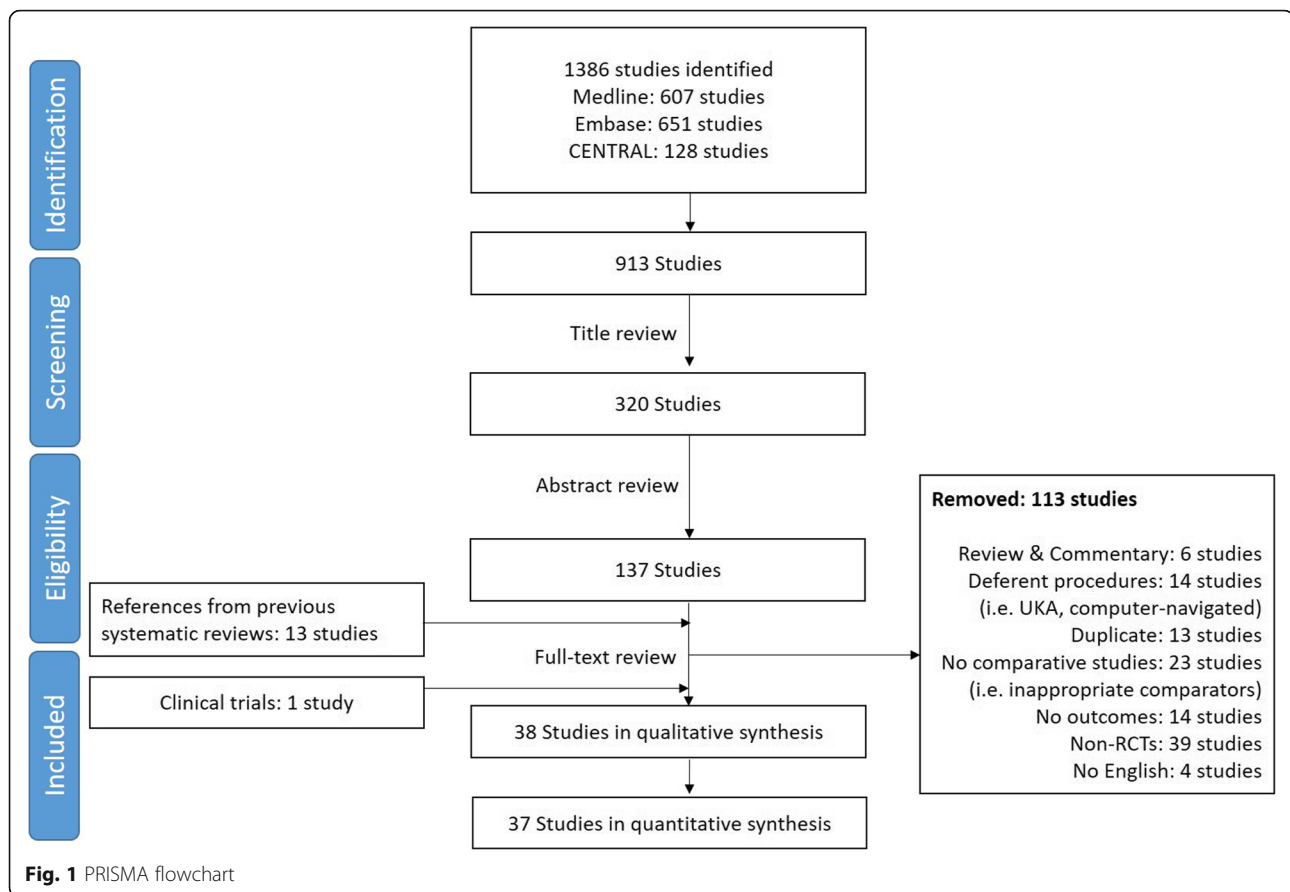 Identification
1386 studies identified
Medline: 607 studies
Embase: 651 studies
CENTRAL: 128 studies
913 Studies
Screening
Title review
320 Studies
Abstract review
Eligibility
137 Studies
References from previous
systematic reviews: 13 studies
Full-text review
Removed: 113 studies
Review & Commentary: 6 studies
Deferent procedures: 14 studies
(i.e. UKA, computer-navigated)
Duplicate: 13 studies
No comparative studies: 23 studies
(i.e. inappropriate comparators)
No outcomes: 14 studies
Non-RCTs: 39 studies
No English: 4 studies
Included
Clinical trials: 1 study
38 Studies in qualitative synthesis
37 Studies in quantitative synthesis
Fig. 1 PRISMA flowchart